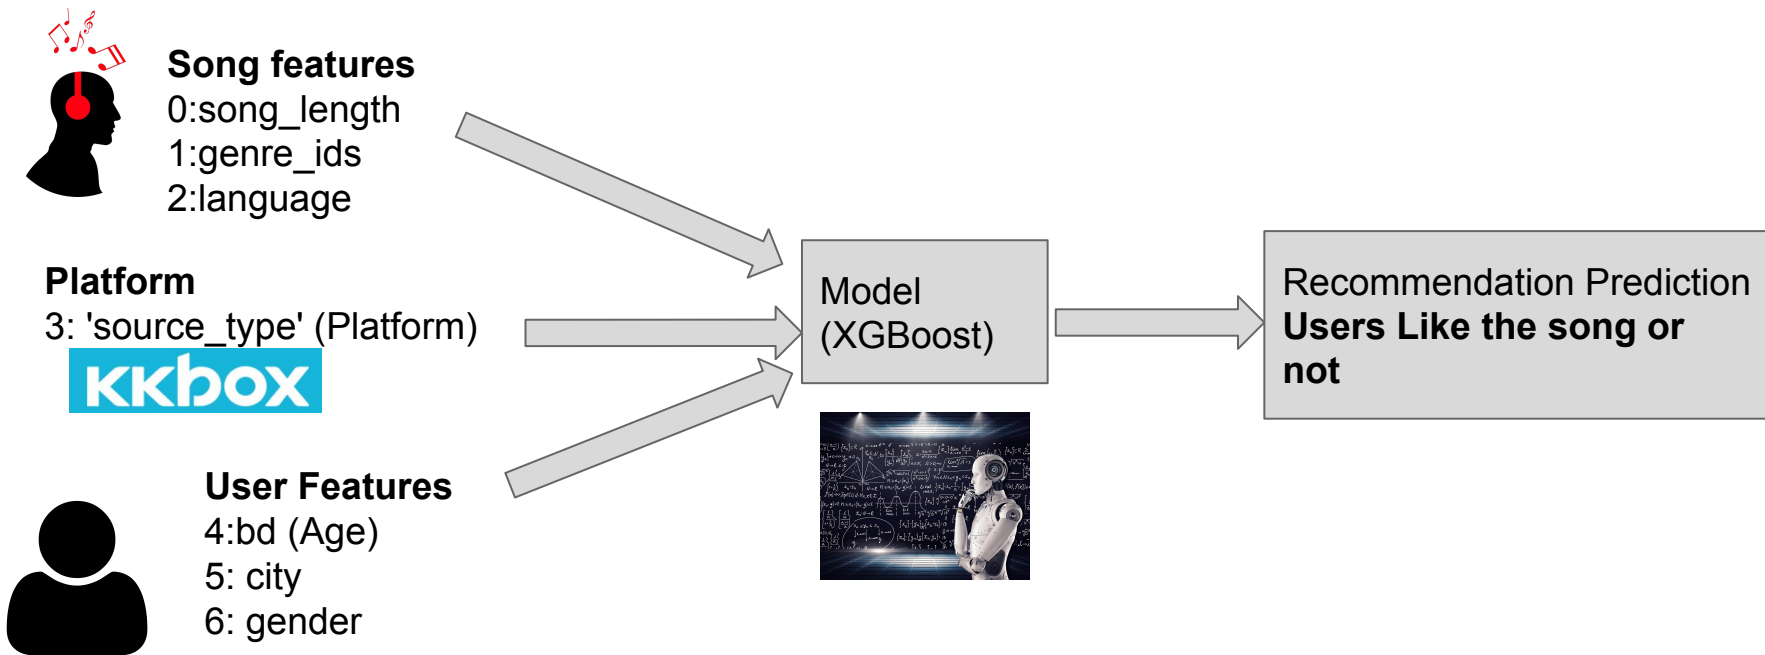 Song features
0:song_length
1:genre_ids
2:language
Platform
3: 'source_type' (Platform)
KKbox
User Features
4:bd (Age)
5: city
6: gender
Model
(XGBoost)
Recommendation Prediction
Users Like the song or
not